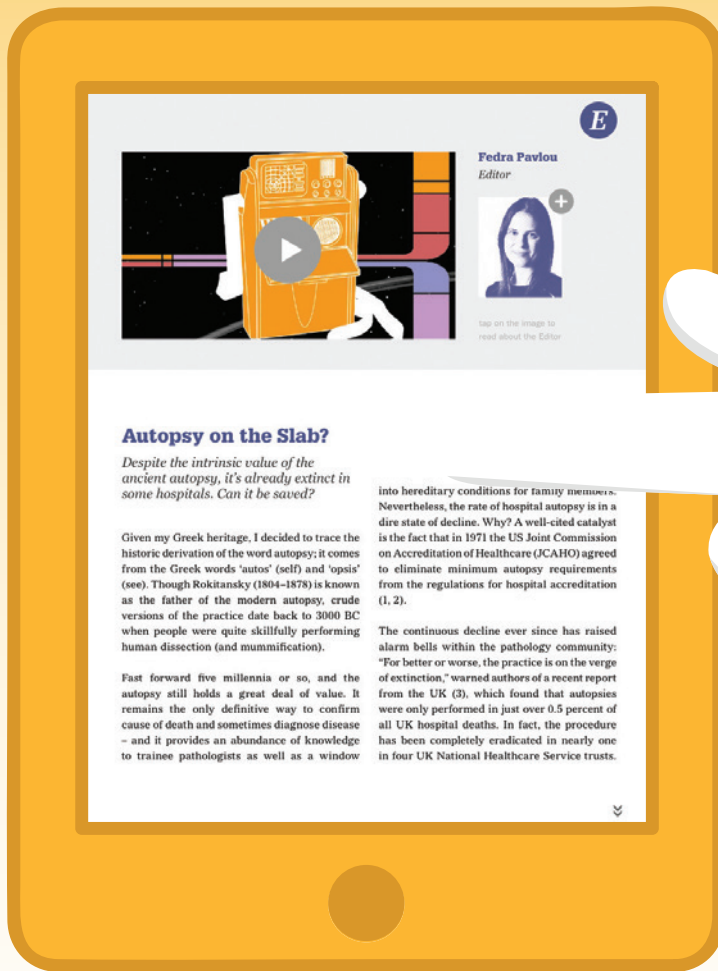 E
Fedra Pavlou
Editor
tap on the image to
read about the Editor
Autopsy on the Slab?
Despite the intrinsic value of the
ancient autopsy, it's already extinct in
some hospitals. Can it be saved?
Given my Greek heritage, I decided to trace the
historic derivation of the word autopsy; it comes
from the Greek words ‘autos’ (self) and ‘opsis’
(see). Though Rokitansky (1804–1878) is known
as the father of the modern autopsy, crude
versions of the practice date back to 3000 BC
when people were quite skillfully performing
human dissection (and mummification).
Fast forward five millennia or so, and the
autopsy still holds a great deal of value. It
remains the only definitive way to confirm
cause of death and sometimes diagnose disease
– and it provides an abundance of knowledge
to trainee pathologists as well as a window
into hereditary conditions for family members.
Nevertheless, the rate of hospital autopsy is in a
dire state of decline. Why? A well-cited catalyst
is the fact that in 1971 the US Joint Commission
on Accreditation of Healthcare (JCAHO) agreed
to eliminate minimum autopsy requirements
from the regulations for hospital accreditation
(1, 2).
The continuous decline ever since has raised
alarm bells within the pathology community:
“For better or worse, the practice is on the verge
of extinction,” warned authors of a recent report
from the UK (3), which found that autopsies
were only performed in just over 0.5 percent of
all UK hospital deaths. In fact, the procedure
has been completely eradicated in nearly one
in four UK National Healthcare Service trusts.